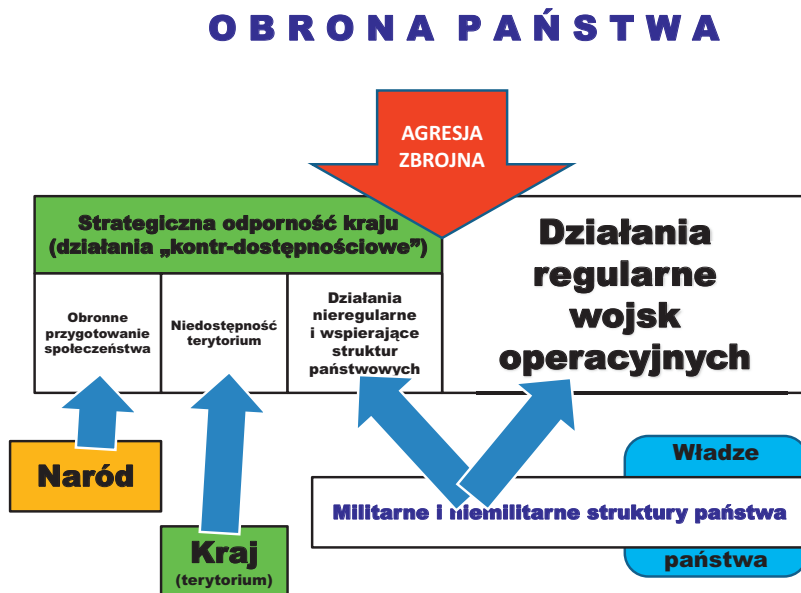 OBRONA PAŃSTWA
AGRESJA
ZBROJNA
Strategiczna odporność kraju
(działania „kontr-dostępnościowe”)
Działania
regularne
wojsk
operacyjnych
Obronne
przygotowanie
społeczeństwa
Niedostępność
terytorium
Działania
nieregularne
i wspierające
struktur
państwowych
Naród
Kraj
(terytorium)
Władze
Militarne i niemilitarne struktury państwa
państwa